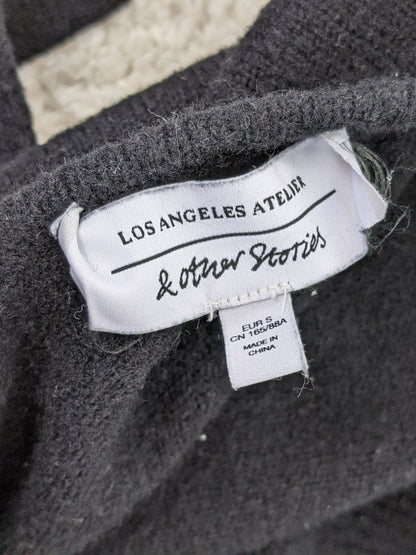 LOS ANGELES ATELIER
& other Stories
EUR S
CN 165/88A
MADE IN
CHINA